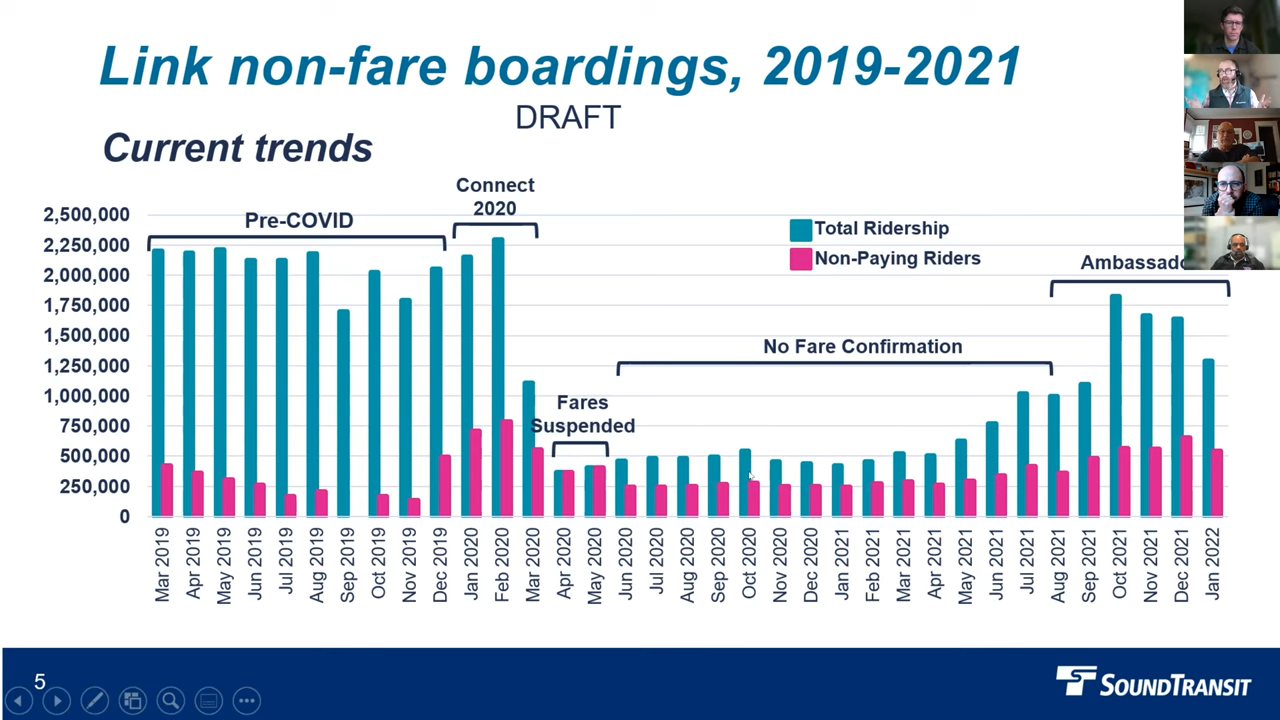 Link non-fare boardings, 2019-2021
DRAFT
Current trends
Connect
2020
Pre-COVID
Total Ridership
Non-Paying Riders
No Fare Confirmation
Fares
Suspended
2,500,000
2,250,000
2,000,000
1,750,000
1,500,000
1,250,000
1,000,000
750,000
500,000
250,000
0
Mar 2019
Apr 2019
May 2019
Jun 2019
Jul 2019
Aug 2019
Sep 2019
Oct 2019
Nov 2019
Dec 2019
Jan 2020
Feb 2020
Mar 2020
Apr 2020
May 2020
Jun 2020
Jul 2020
Aug 2020
Sep 2020
Oct 2020
Nov 2020
Dec 2020
Jan 2021
Feb 2021
Mar 2021
Apr 2021
May 2021
Jun 2021
Jul 2021
Aug 2021
Sep 2021
Oct 2021
Nov 2021
Dec 2021
Jan 2022
5
SOUNDTRANSIT